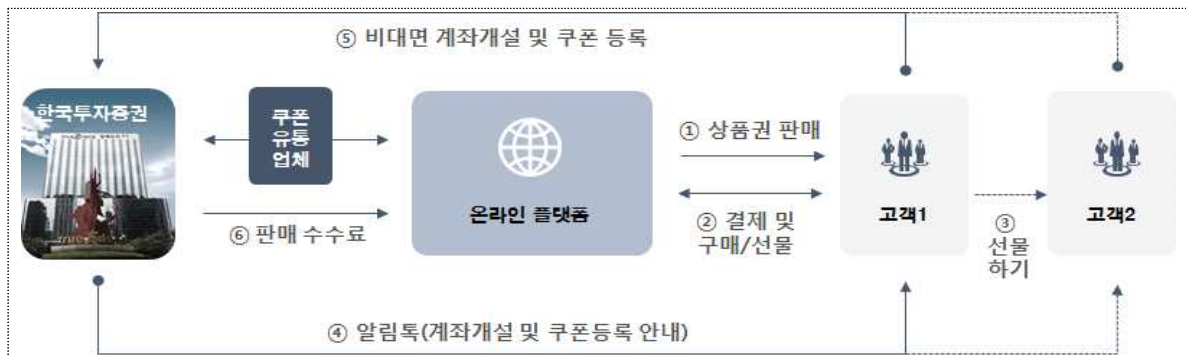 ⑤ 비대면 계좌개설 및 쿠폰 등록
한국투자증권
쿠폰
유통
업체
온라인 플랫폼
① 상품권 판매
② 결제 및
구매/선물
고객1
③
선물
하기
고객2
⑥ 판매 수수료
④ 알림톡(계좌개설 및 쿠폰등록 안내)